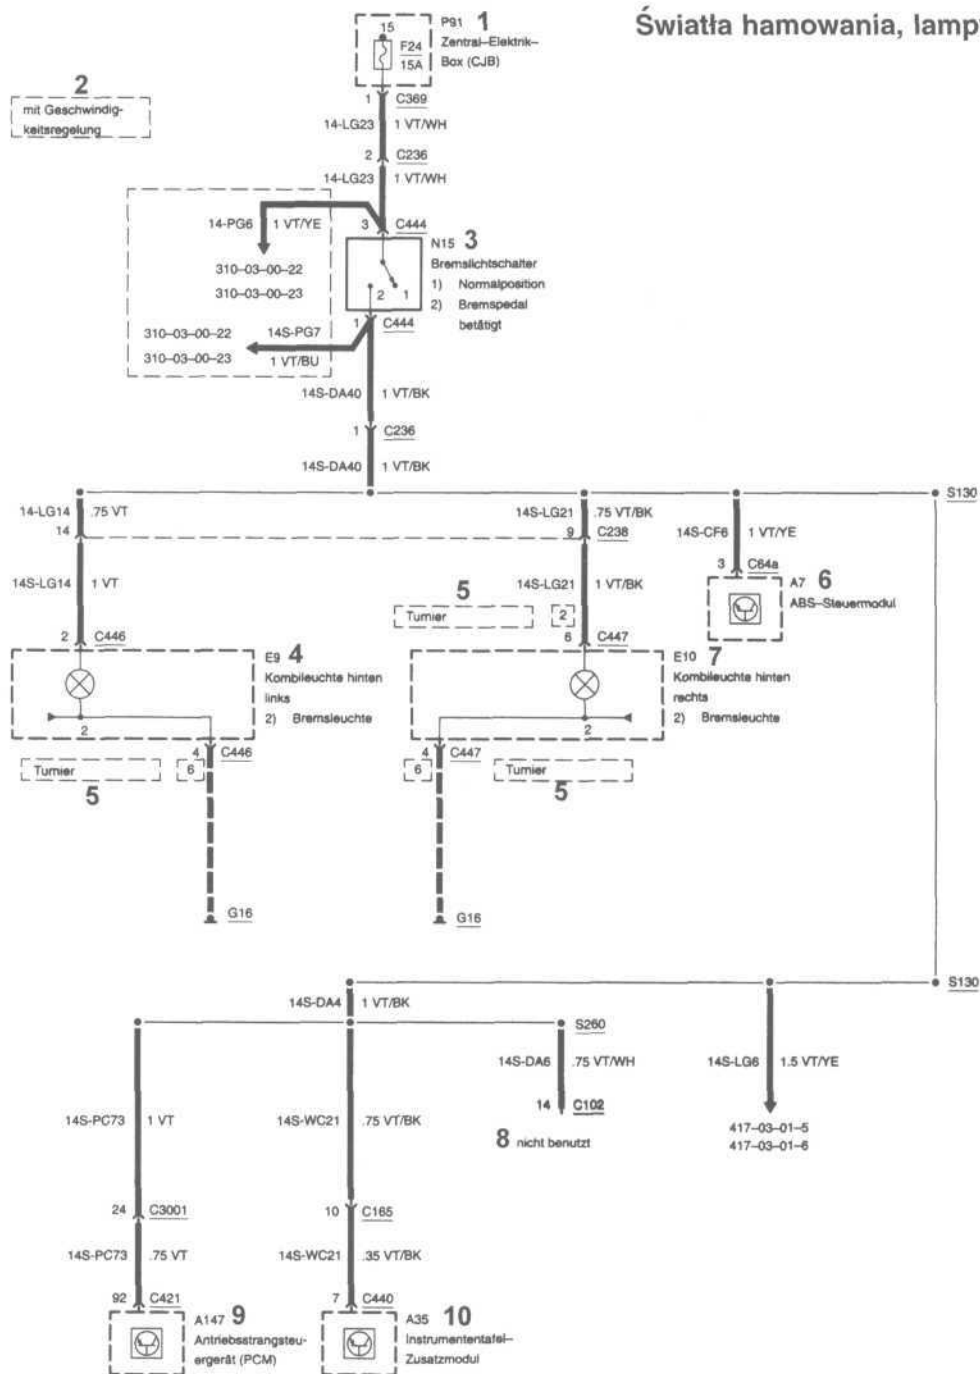 Światła hamowania, lamp
15
F24
15A
P91 1
Zentral–Elektrik–
Box (CJB)
2
mit Geschwindig-
keitsregelung
1 C369
14-LG23 1 VT/WH
2 C236
14-LG23 1 VT/WH
14-PG6 1 VT/YE
3 C444
310–03–00–22
310–03–00–23
N15 3
Bremslichtschalter
1) Normalposition
2) Bremspedal
betätigt
2 1
1 C444
310–03–00–22 14S-PG7
310–03–00–23 1 VT/BU
14S-DA40 1 VT/BK
1 C236
14S-DA40 1 VT/BK
S130
14-LG14 .75 VT
14
14S-LG21 .75 VT/BK
9 C238
14S-CF6 1 VT/YE
14S-LG14 1 VT
14S-LG21 1 VT/BK
3 C64a
A7 6
ABS–Steuermodul
5
Turnier 2
2 C446
6 C447
E9 4
Kombileuchte hinten
links
2) Bremsleuchte
2
E10 7
Kombileuchte hinten
rechts
2) Bremsleuchte
2
4 C446
Turnier 6
5
4 C447
6 Turnier
5
G16
G16
S130
14S-DA4 1 VT/BK
S260
14S-DA6 .75 VT/WH
14S-LG6 1.5 VT/YE
14 C102
8 nicht benutzt
417–03–01–5
417–03–01–6
14S-PC73 1 VT
14S-WC21 .75 VT/BK
24 C3001
10 C165
14S-PC73 .75 VT
14S-WC21 .35 VT/BK
92 C421
7 C440
A147 9
Antriebsstrangsteu-
ergerät (PCM)
A35 10
Instrumententafel–
Zusatzmodul